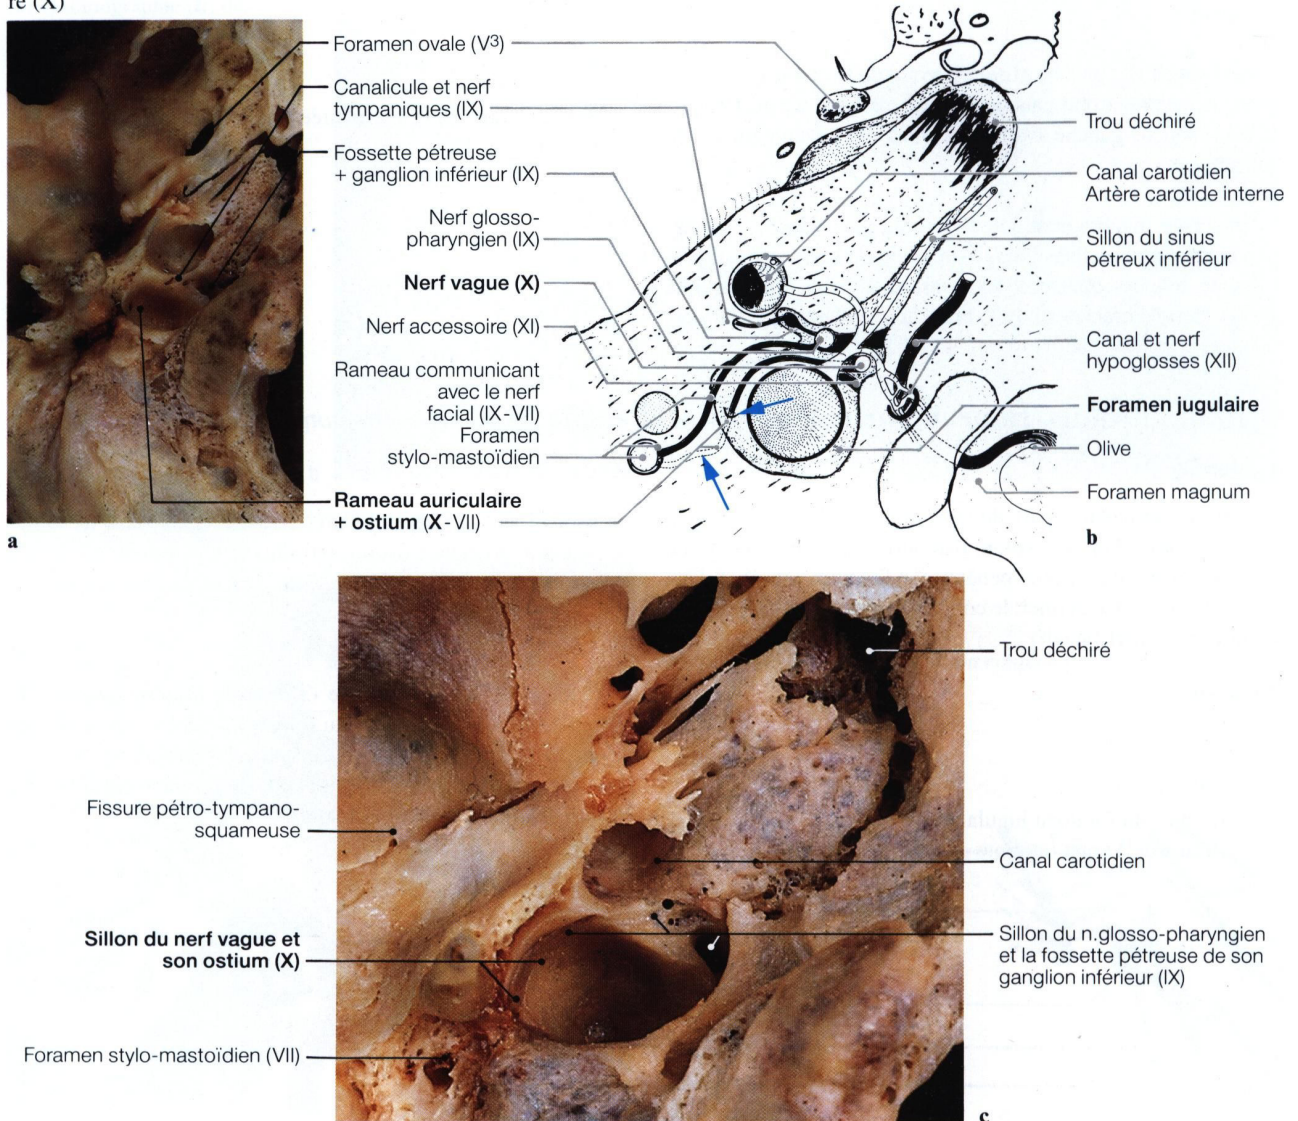 re (X)
Foramen ovale (V3)
Canalicule et nerf
tympaniques (IX)
Fossette pétreuse
+ ganglion inférieur (IX)
Nerf glosso-
pharyngien (IX)
Nerf vague (X)
Nerf accessoire (XI)
Rameau communicant
avec le nerf
facial (IX-VII)
Foramen
stylo-mastoïdien
Rameau auriculaire
+ ostium (X-VII)
a
Trou déchiré
Canal carotidien
Artère carotide interne
Sillon du sinus
pétreux inférieur
Canal et nerf
hypoglosses (XII)
Foramen jugulaire
Olive
Foramen magnum
b
Fissure pétro-tympano-
squameuse
Sillon du nerf vague et
son ostium (X)
Foramen stylo-mastoïdien (VII)
Trou déchiré
Canal carotidien
Sillon du n.glosso-pharyngien
et la fossette pétreuse de son
ganglion inférieur (IX)
c